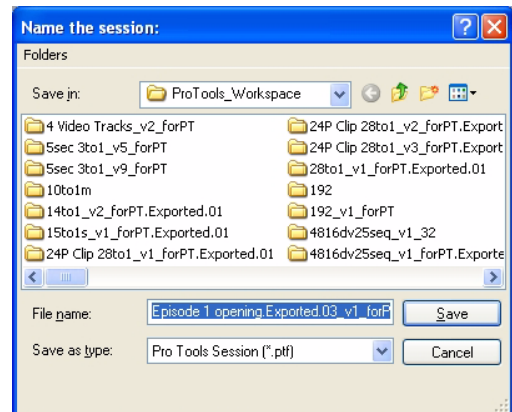 Name the session:
Folders
Save in: ProTools_Workspace
4 Video Tracks_v2_forPT
5sec 3to1_v5_forPT
5sec 3to1_v9_forPT
10to1m
14to1_v2_forPT.Exported.01
15to1s_v1_forPT.Exported.01
24P Clip 28to1_v1_forPT.Exported.01
24P Clip 28to1_v2_forPT.Export
24P Clip 28to1_v3_forPT.Export
28to1_v1_forPT.Exported.01
192
192_v1_forPT
4816dv25seq_v1_32
4816dv25seq_v1_forPT.Exporte
File name: Episode 1 opening.Exported.03_v1_forP
Save
Save as type: Pro Tools Session (*.ptf)
Cancel